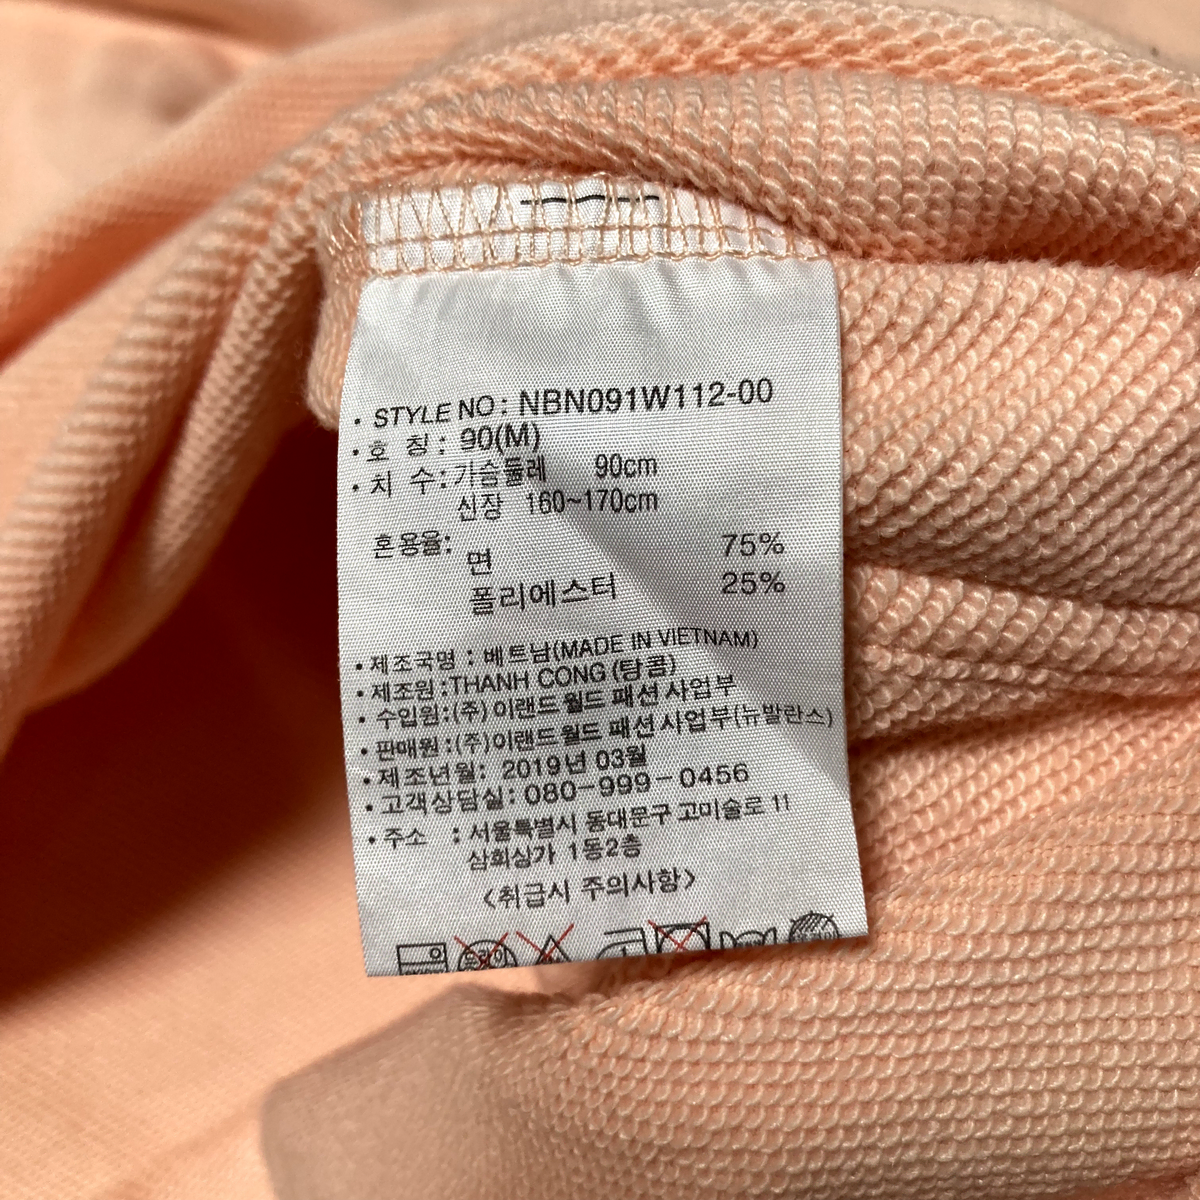 · STYLE NO : NBN091W112-00
· 호 칭 : 90(M)
· 치 수 : 가슴둘레 90cm
신장 160~170cm
혼용율:
면 75%
폴리에스터 25%
· 제조국명 : 베트남(MADE IN VIETNAM)
· 제조원 : THANH CONG (탕콤)
· 수입원 : (주) 이랜드 월드 패션 사업부
· 판매원 : (주)이랜드 월드 패션 사업부(뉴발란스)
· 제조년월: 2019년 03월
· 고객상담실: 080-999-0456
· 주소 : 서울특별시 동대문구 고미술로 11
삼희상가 1동2층
<취급시 주의사항>